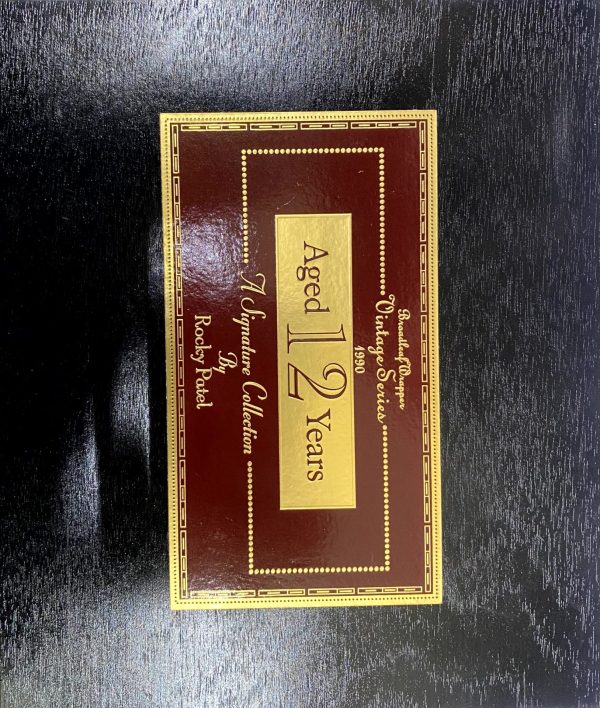 Broadleaf Wrapper
Vintage Series
1990
Aged 12 Years
A Signature Collection
By
Rocky Patel